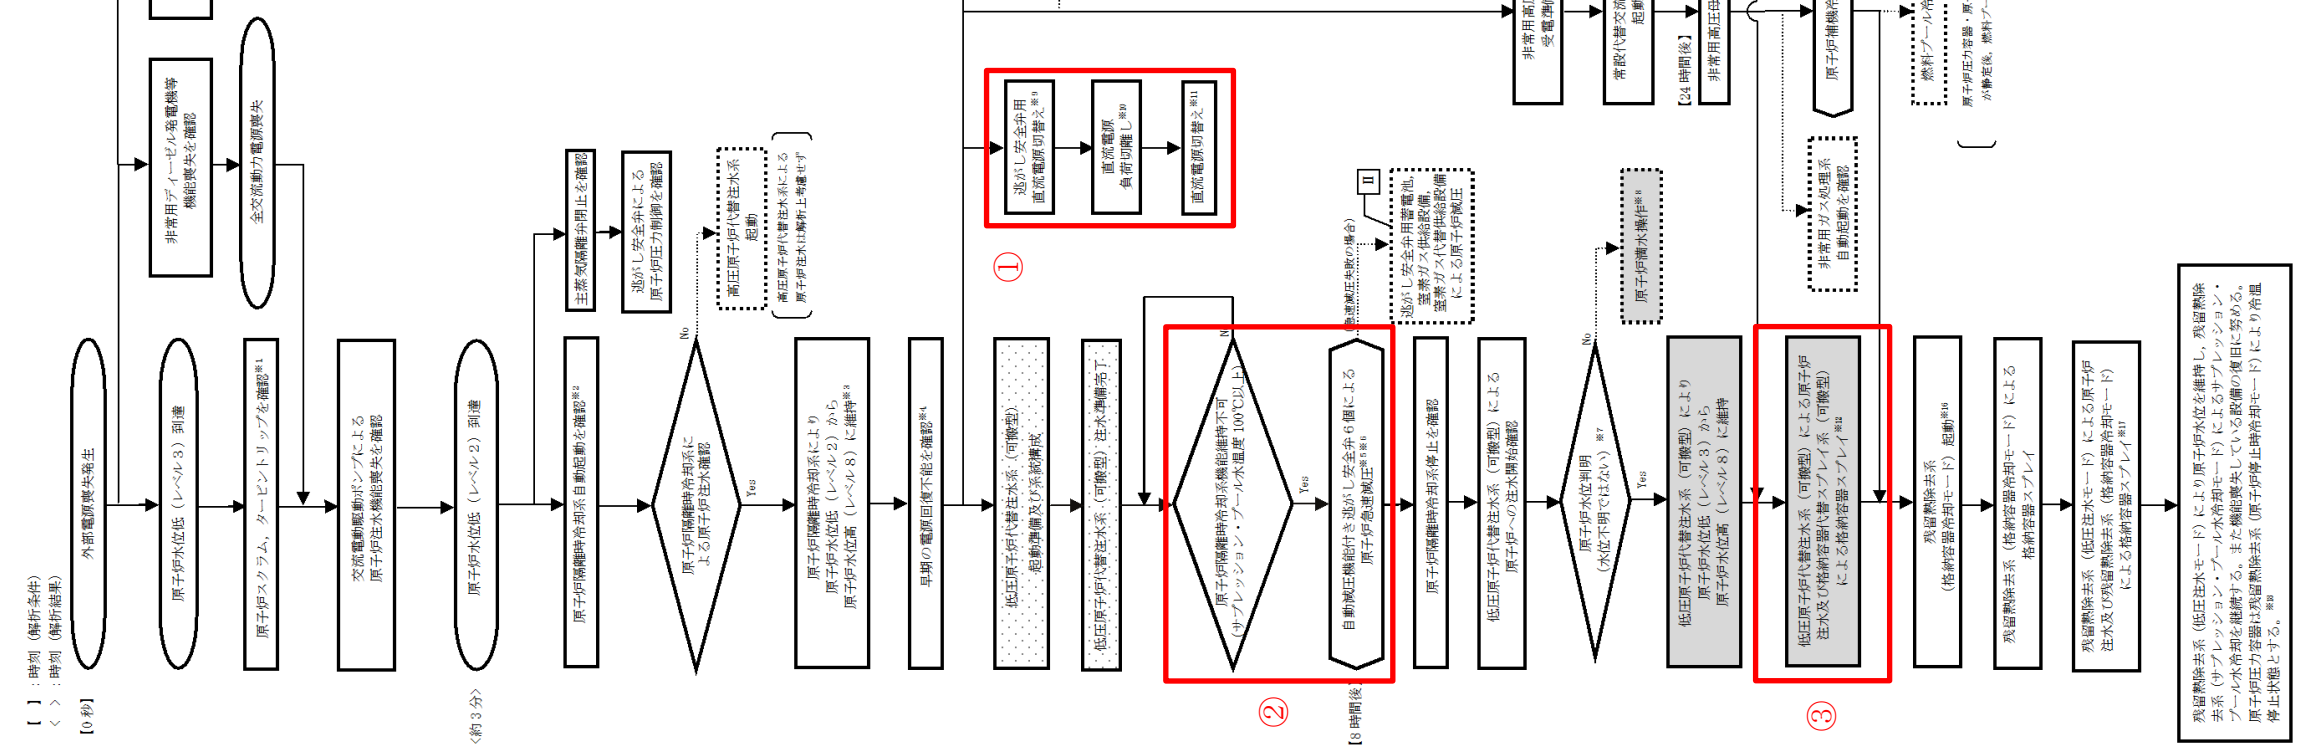 【 】：時刻（解析条件）
＜ ＞：時刻（解析結果）
【0秒】
外部電源喪失発生
原子炉水位低（レベル３）到達
原子炉スクラム，タービントリップを確認※1
非常用ディーゼル発電機等
機能喪失を確認
全交流動力電源喪失
交流電動駆動ポンプによる
原子炉注水機能喪失を確認
＜約３分＞
原子炉水位低（レベル２）到達
原子炉隔離時冷却系自動起動を確認※2
主蒸気隔離弁閉止を確認
逃がし安全弁による
原子炉圧力制御を確認
原子炉隔離時冷却系に
よる原子炉注水確認
No
Yes
高圧原子炉代替注水系
起動
高圧原子炉代替注水系による
原子炉注水は解析上考慮せず
原子炉隔離時冷却系により
原子炉水位低（レベル２）から
原子炉水位高（レベル８）に維持※3
早期の電源回復不能を確認※4
①
逃がし安全弁用
直流電源切替え※9
直流電源
負荷切離し※10
直流電源切替え※11
低圧原子炉代替注水系（可搬型）
起動準備及び系統構成
低圧原子炉代替注水系（可搬型）注水準備完了
②
原子炉隔離時冷却系機能維持不可
（サプレッション・プール水温度 100℃以上）
Yes
【8時間後】
自動減圧機能付き逃がし安全弁６個による
原子炉急速減圧※5※6
（急速減圧失敗の場合）
Ⅱ
逃がし安全弁用蓄電池，
窒素ガス供給設備，
窒素ガス代替供給設備
による原子炉減圧
原子炉隔離時冷却系停止を確認
低圧原子炉代替注水系（可搬型）による
原子炉への注水開始確認
原子炉水位判明
（水位不明ではない）※7
No
Yes
原子炉満水操作※8
低圧原子炉代替注水系（可搬型）により
原子炉水位低（レベル３）から
原子炉水位高（レベル８）に維持
③
低圧原子炉代替注水系（可搬型）による原子炉
注水及び格納容器代替スプレイ系（可搬型）
による格納容器スプレイ※12
非常用高圧
受電準備
常設代替交流
起動
【24時間後】
非常用高圧母
原子炉補機冷
非常用ガス処理系
自動起動を確認
燃料プール冷
原子炉圧力容器・原子
が静定後，燃料プー
残留熱除去系
（格納容器冷却モード）起動※16
残留熱除去系（格納容器冷却モード）による
格納容器スプレイ
残留熱除去系（低圧注水モード）による原子炉
注水及び残留熱除去系（格納容器冷却モード）
による格納容器スプレイ※17
残留熱除去系（低圧注水モード）により原子炉水位を維持し，残留熱除
去系（サプレッション・プール水冷却モード）によるサプレッション・
プール水冷却を継続する。また機能喪失している設備の復旧に努める。
原子炉圧力容器は残留熱除去系（原子炉停止時冷却モード）により冷温
停止状態とする。※18